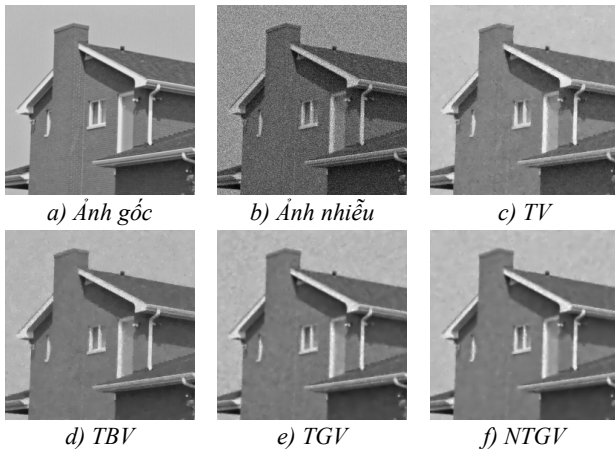 a) Ảnh gốc
b) Ảnh nhiễu
c) TV
d) TBV
e) TGV
f) NTGV